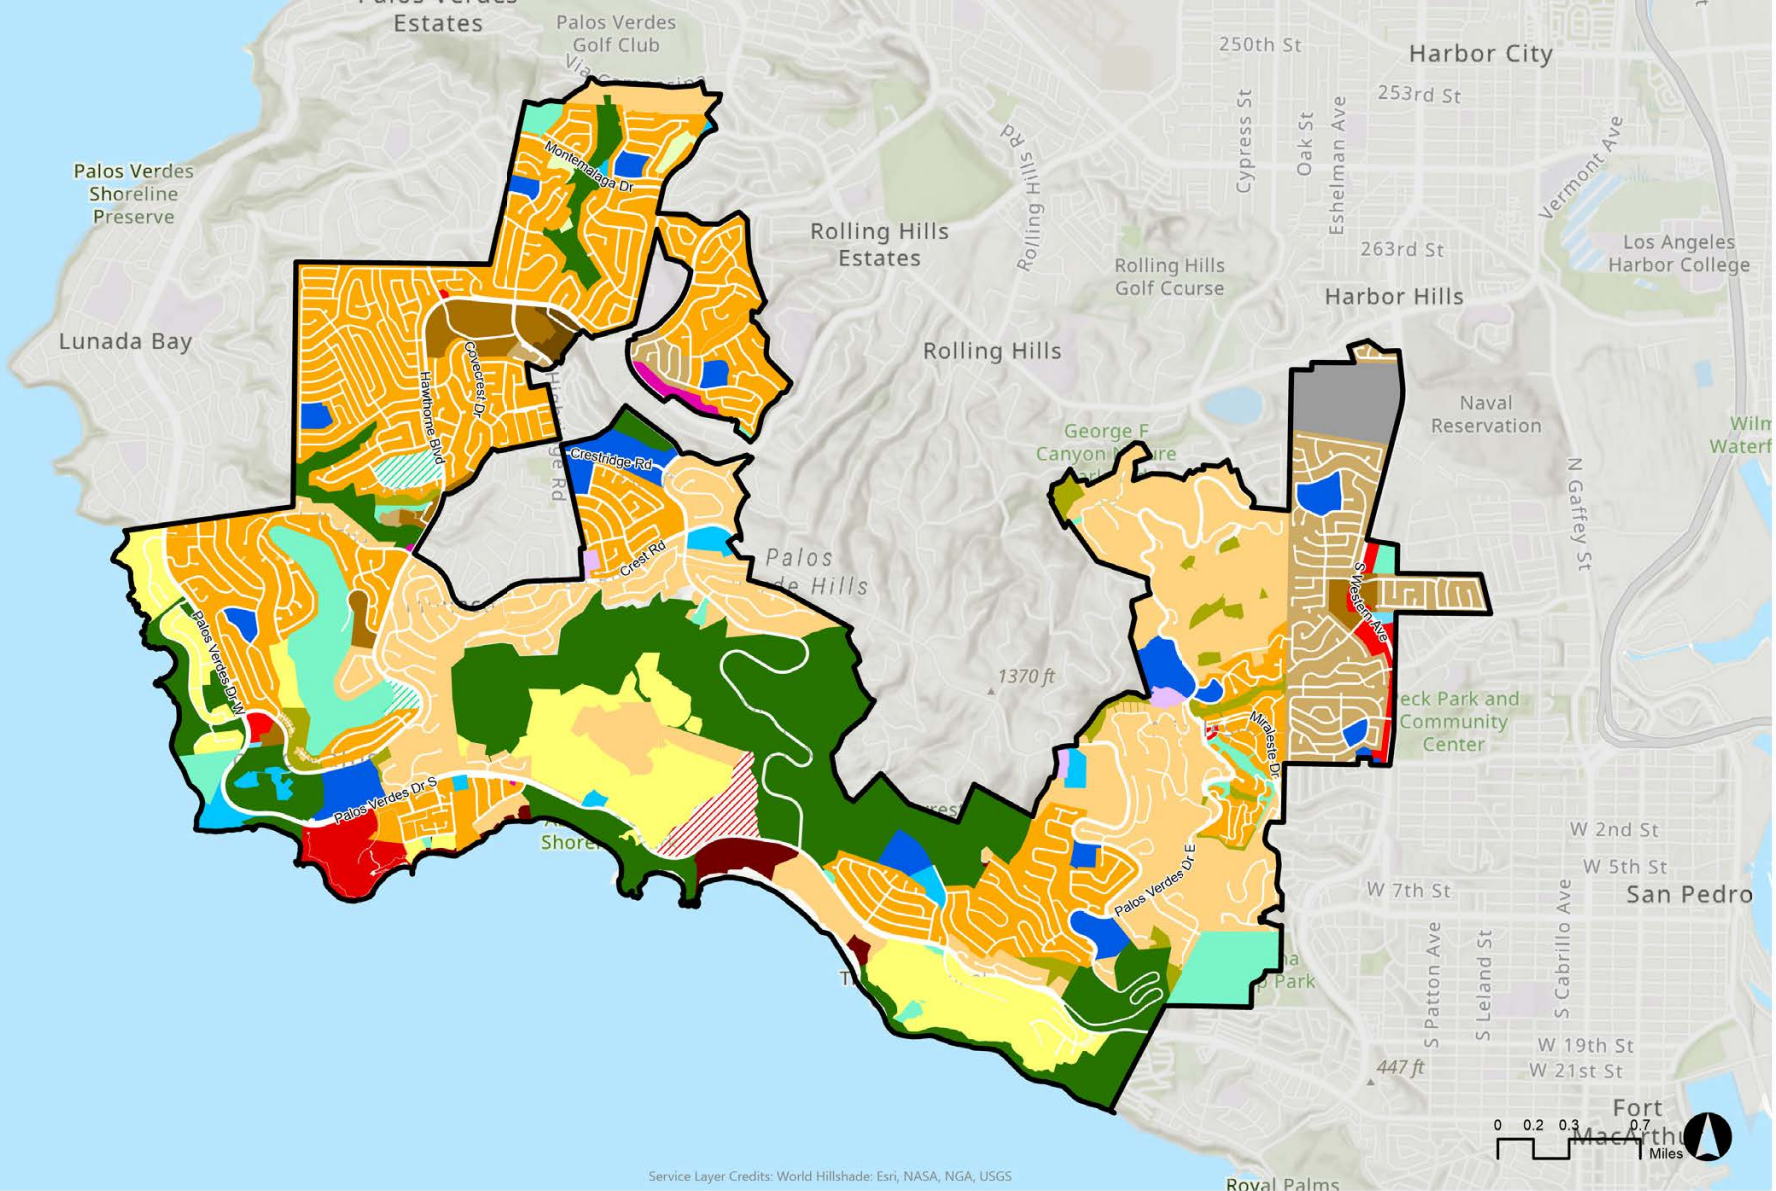 Estates
Palos Verdes
Golf Club
250th St
Harbor City
253rd St
Cypress St
Oak St
Eshelman Ave
Vermont Ave
Rolling Hills Rd
Montemalaga Dr
Palos Verdes
Shoreline
Preserve
Rolling Hills
Estates
263rd St
Los Angeles
Harbor College
Rolling Hills
Golf Course
Harbor Hills
Lunada Bay
Rolling Hills
Covecrest Dr
Hawthorne Blvd
Naval
Reservation
George F
Canyon
Crestridge Rd
N Gaffey St
Crest Rd
Palos
Hills
S Western Ave
Palos Verdes Dr W
1370 ft
Park and
Community
Center
Miraleste Dr
Palos Verdes Dr S
W 2nd St
W 5th St
W 7th St
San Pedro
Palos Verdes Dr E
Park
S Patton Ave
S Leland St
S Cabrillo Ave
W 19th St
W 21st St
447 ft
Fort
0 0.2 0.3 0.7
Miles
Service Layer Credits: World Hillshade: Esri, NASA, NGA, USGS
Royal Palms